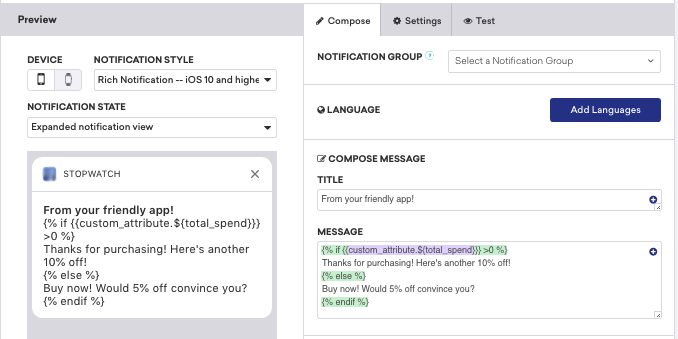 Preview
DEVICE
NOTIFICATION STYLE
Rich Notification -- iOS 10 and highe
NOTIFICATION STATE
Expanded notification view
STOPWATCH
From your friendly app!
{% if {{custom_attribute.${total_spend}}}
>0 %}
Thanks for purchasing! Here's another
10% off!
{% else %}
Buy now! Would 5% off convince you?
{% endif %}
Compose
Settings
Test
NOTIFICATION GROUP ?
Select a Notification Group
LANGUAGE
Add Languages
COMPOSE MESSAGE
TITLE
From your friendly app!
MESSAGE
{% if {{custom_attribute.${total_spend}}} >0 %}
Thanks for purchasing! Here's another 10% off!
{% else %}
Buy now! Would 5% off convince you?
{% endif %}